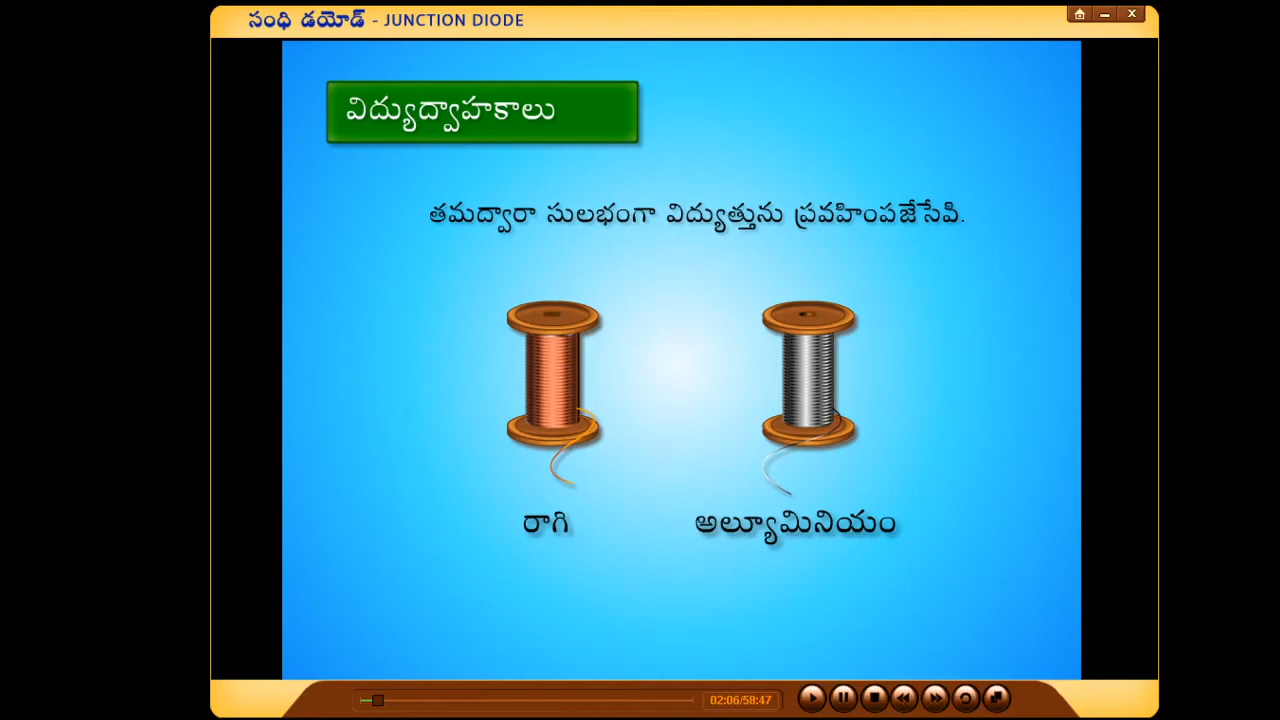 సంధి డయోడ్ - JUNCTION DIODE
విద్యుద్వాహకాలు
తమద్వారా సులభంగా విద్యుత్తును ప్రవహింపజేసేవి.
రాగి అల్యూమినియం
02:06/58:47